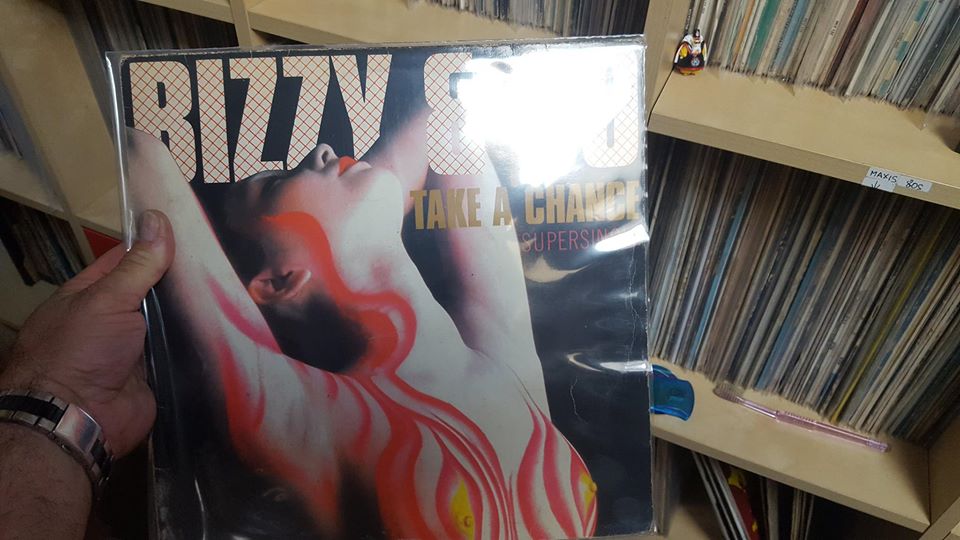 BIZZY
TAKE A CHANCE
MAXIS 80s